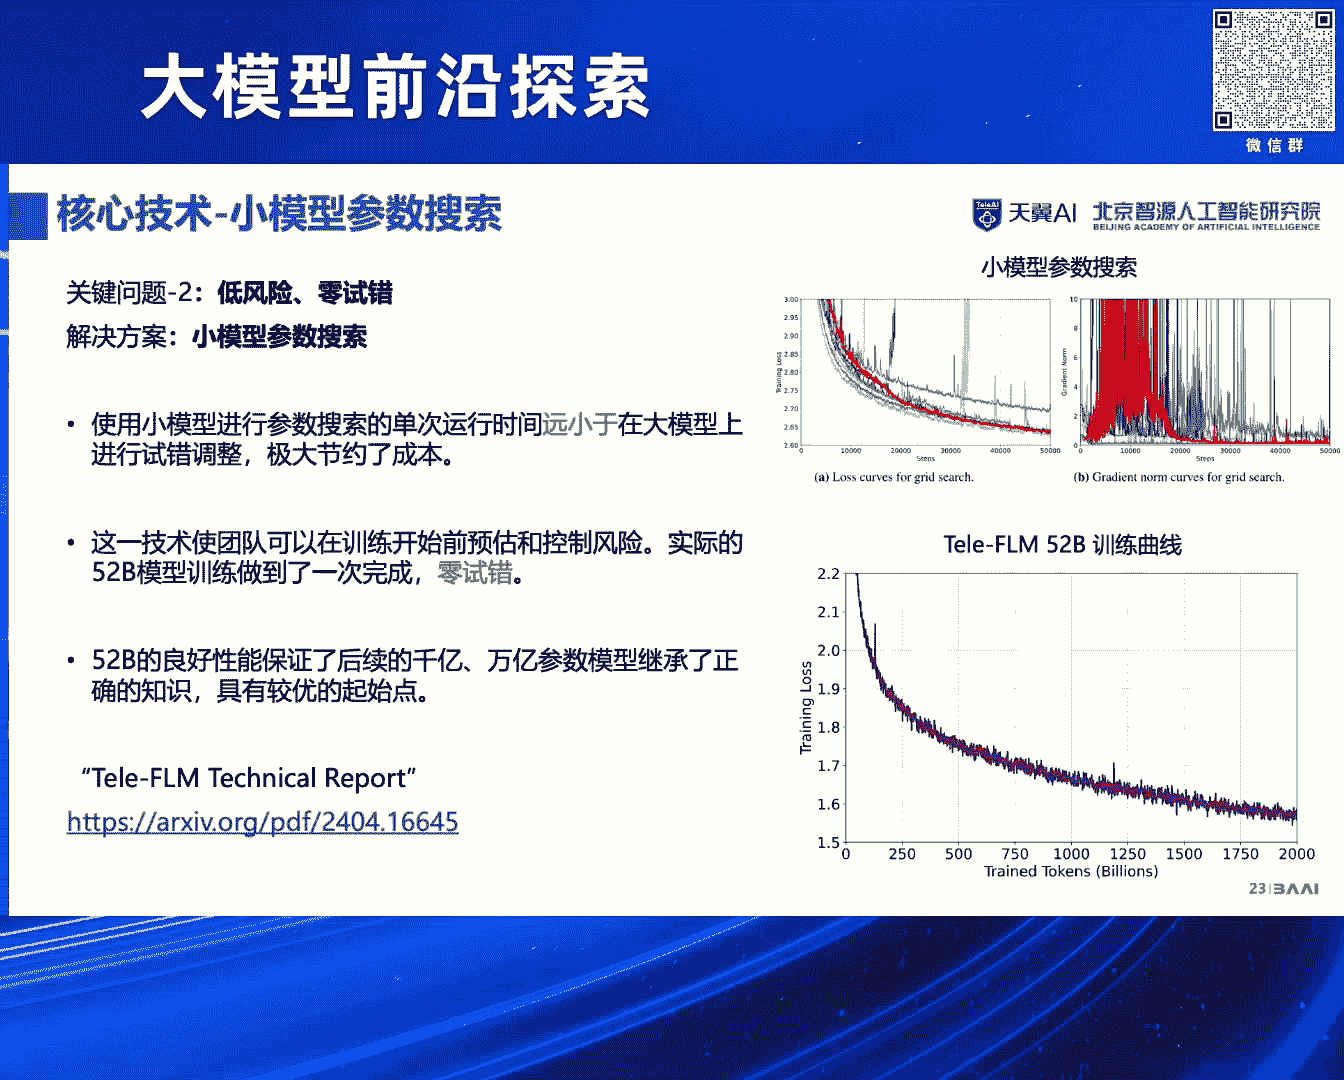 大模型前沿探索
微信群
核心技术-小模型参数搜索
TeleAI
天翼AI
北京智源人工智能研究院
BEIJING ACADEMY OF ARTIFICIAL INTELLIGENCE
关键问题-2：低风险、零试错
解决方案：小模型参数搜索
• 使用小模型进行参数搜索的单次运行时间远小于在大模型上
进行试错调整，极大节约了成本。
• 这一技术使团队可以在训练开始前预估和控制风险。实际的
52B模型训练做到了一次完成，零试错。
• 52B的良好性能保证了后续的千亿、万亿参数模型继承了正
确的知识，具有较优的起始点。
“Tele-FLM Technical Report”
https://arxiv.org/pdf/2404.16645
小模型参数搜索
3.00
2.95
2.90
2.85
2.80
2.75
2.70
2.65
2.60
Training Loss
0 10000 20000 30000 40000 50000
Steps
(a) Loss curves for grid search.
10
8
6
4
2
0
Gradient Norm
0 10000 20000 30000 40000 50000
Steps
(b) Gradient norm curves for grid search.
Tele-FLM 52B 训练曲线
2.2
2.1
2.0
1.9
1.8
1.7
1.6
1.5
Training Loss
0 250 500 750 1000 1250 1500 1750 2000
Trained Tokens (Billions)
23 BAAI